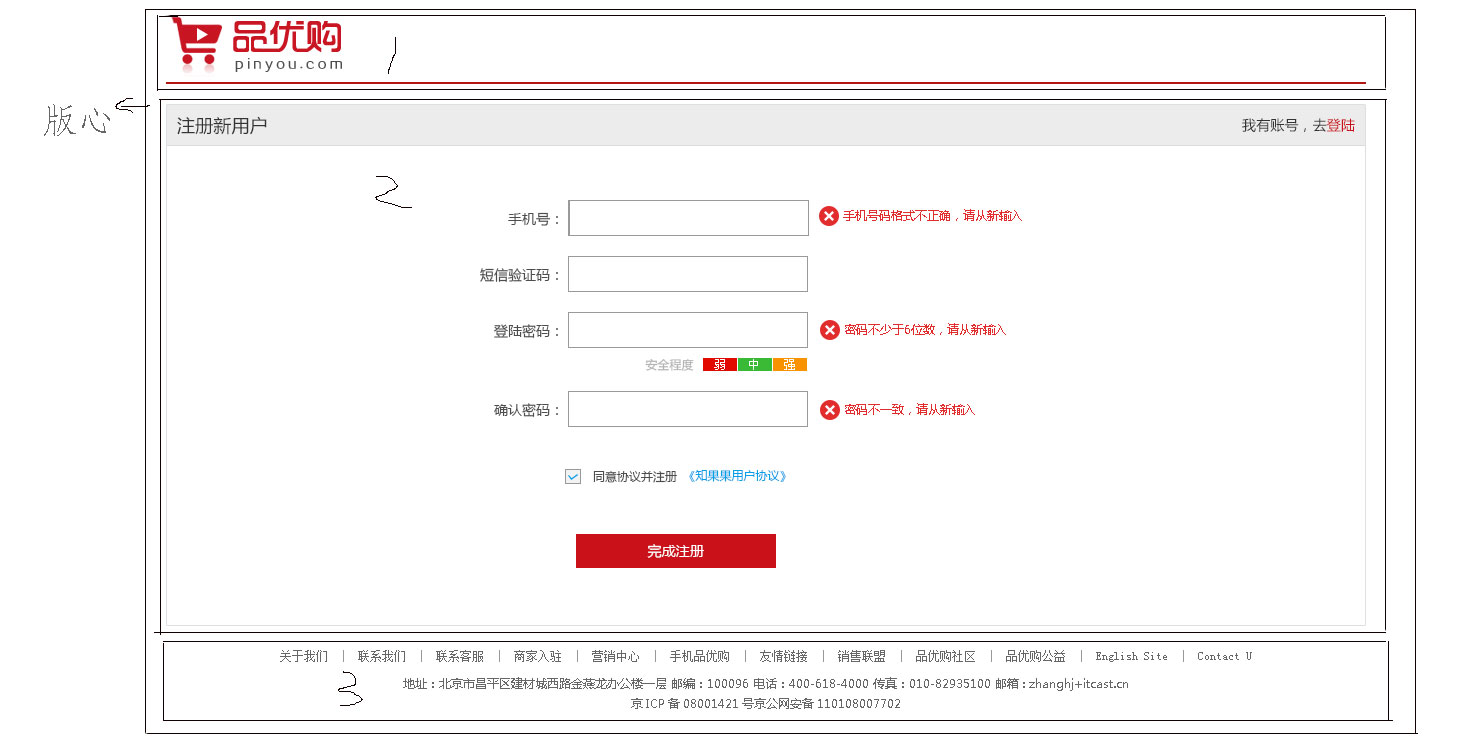 品优购
pinyou.com
1
版心
注册新用户
我有账号，去登陆
2
手机号：
手机号码格式不正确，请从新输入
短信验证码：
登陆密码：
密码不少于6位数，请从新输入
安全程度 弱 中 强
确认密码：
密码不一致，请从新输入
同意协议并注册 《知果果用户协议》
完成注册
关于我们 | 联系我们 | 联系客服 | 商家入驻 | 营销中心 | 手机品优购 | 友情链接 | 销售联盟 | 品优购社区 | 品优购公益 | English Site | Contact U
3
地址：北京市昌平区建材城西路金燕龙办公楼一层 邮编：100096 电话：400-618-4000 传真：010-82935100 邮箱：zhanghj+itcast.cn
京ICP备08001421号京公网安备110108007702